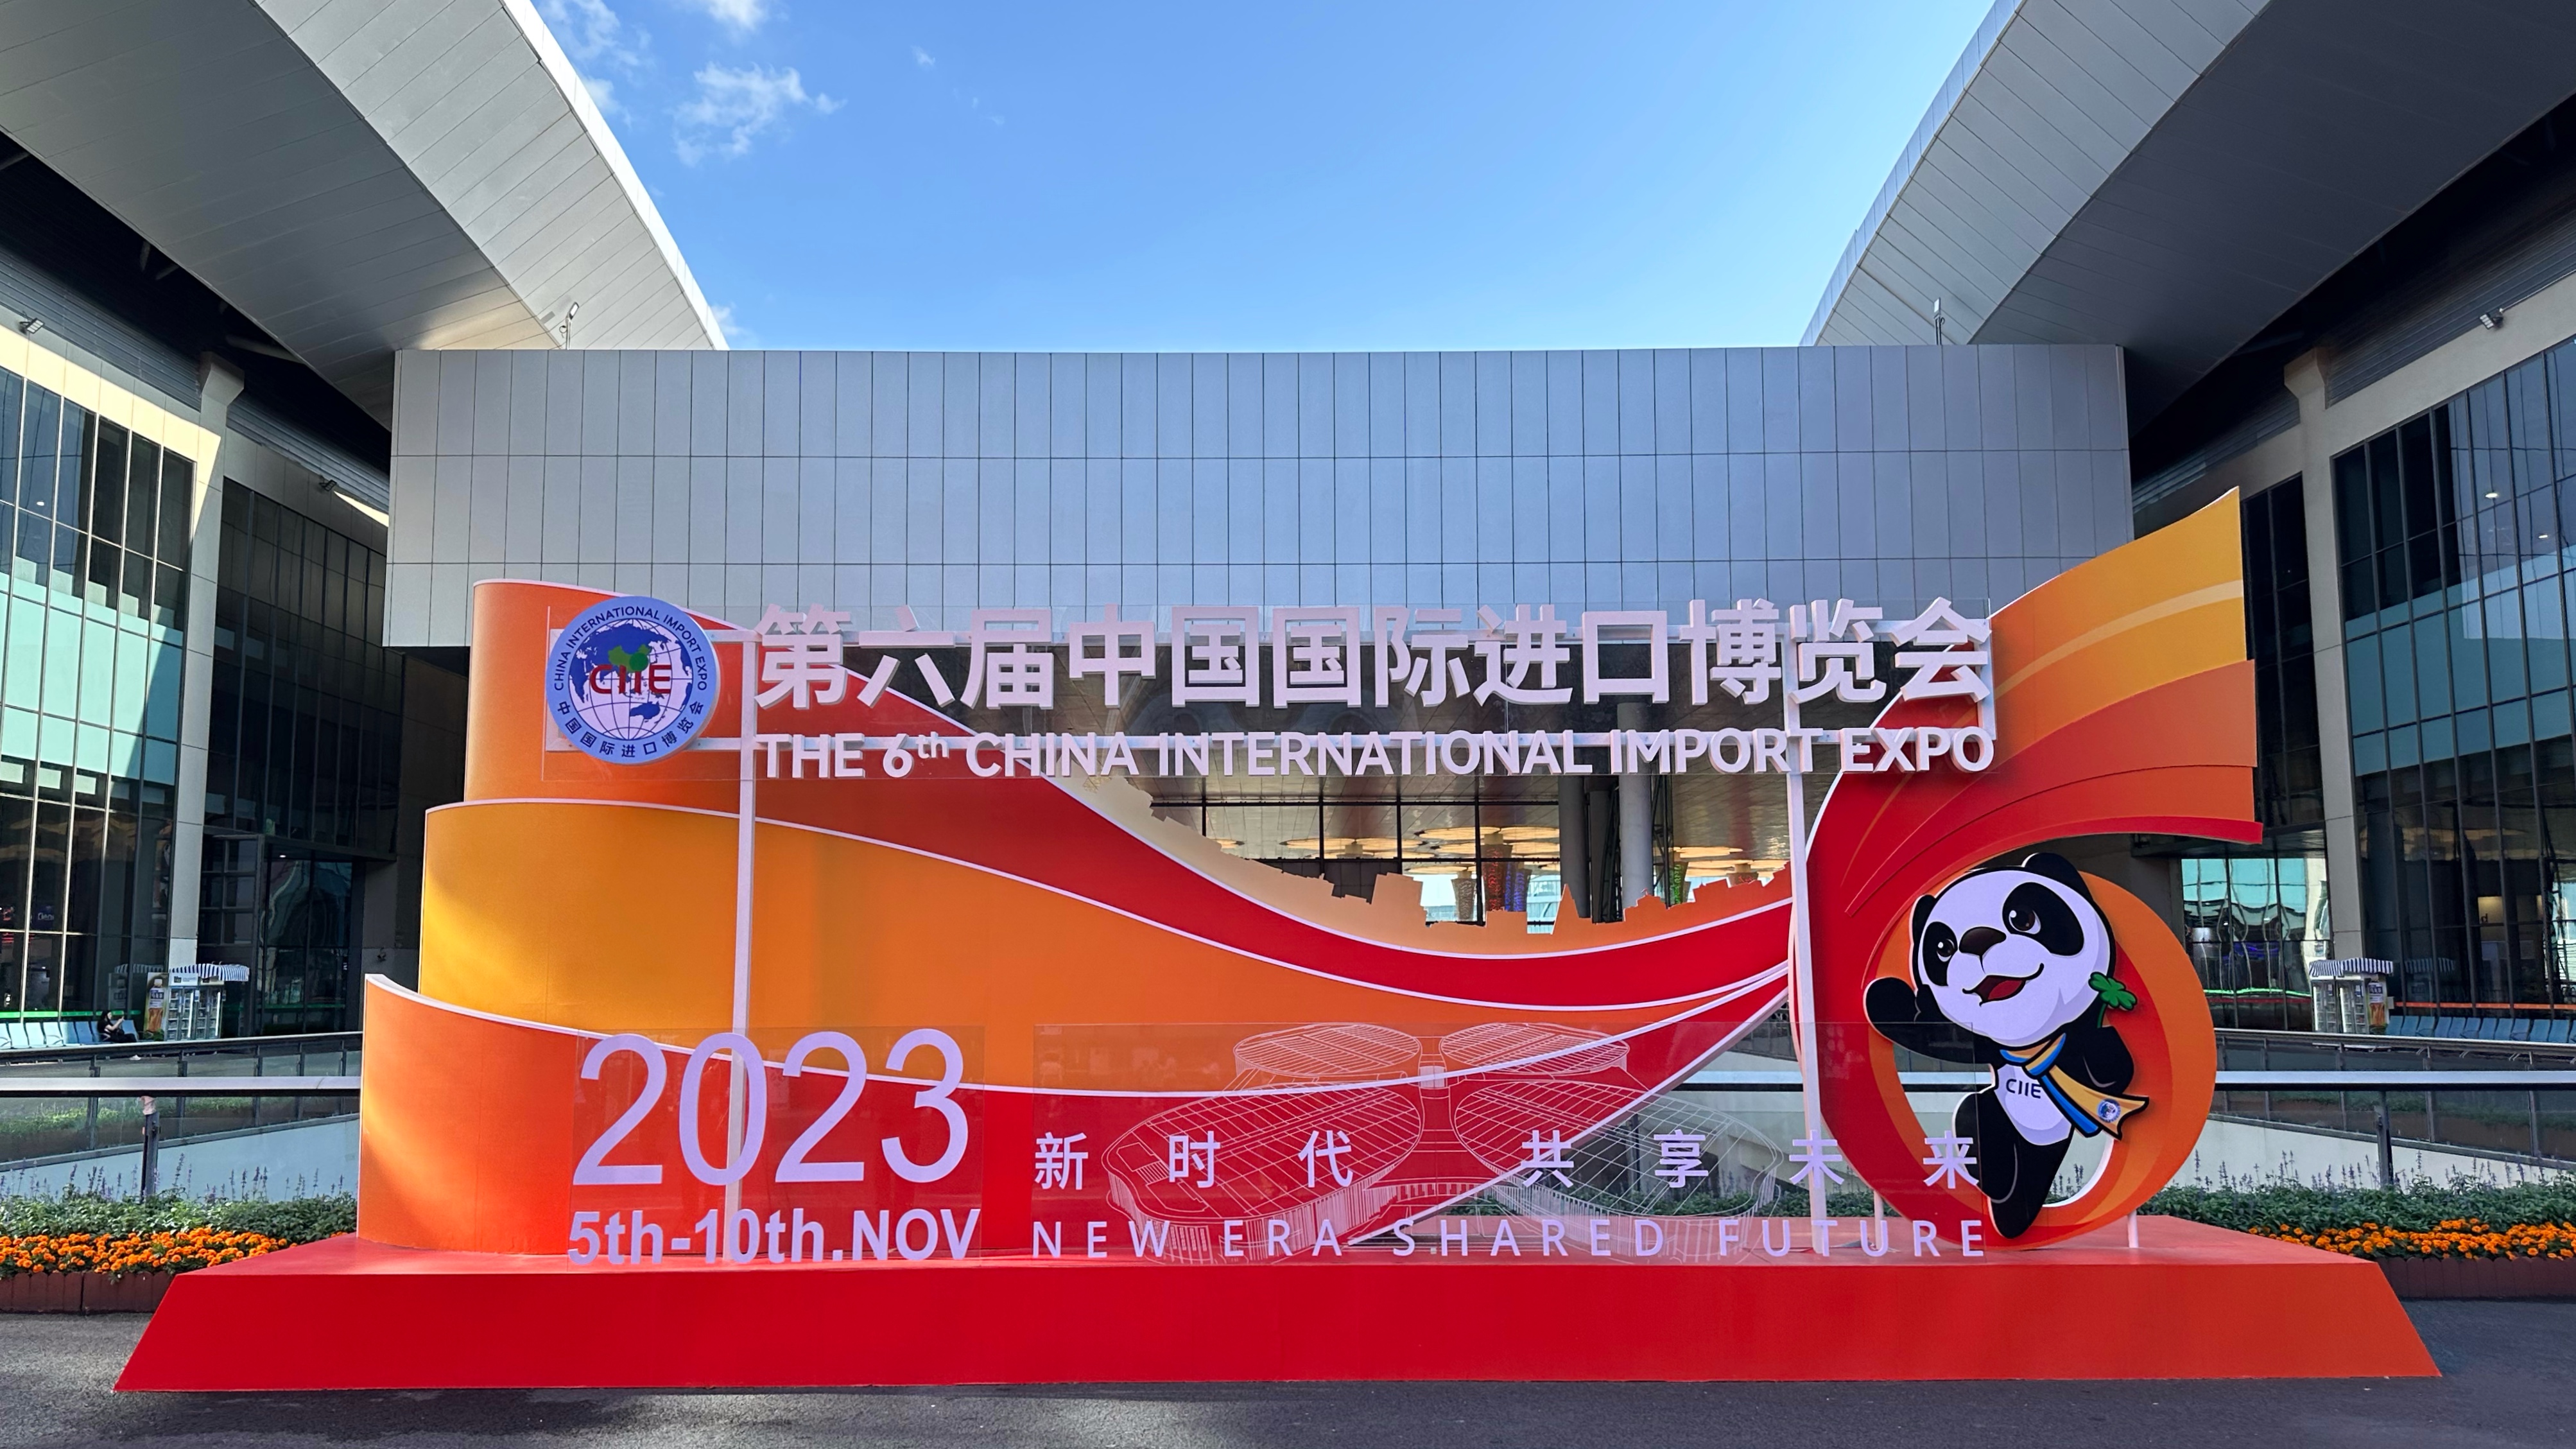 第六届中国国际进口博览会
THE 6th CHINA INTERNATIONAL IMPORT EXPO
CHINA INTERNATIONAL IMPORT EXPO
CIIE
中国国际进口博览会
2023
5th-10th.NOV
新时代 共享未来
NEW ERA SHARED FUTURE
CIIE